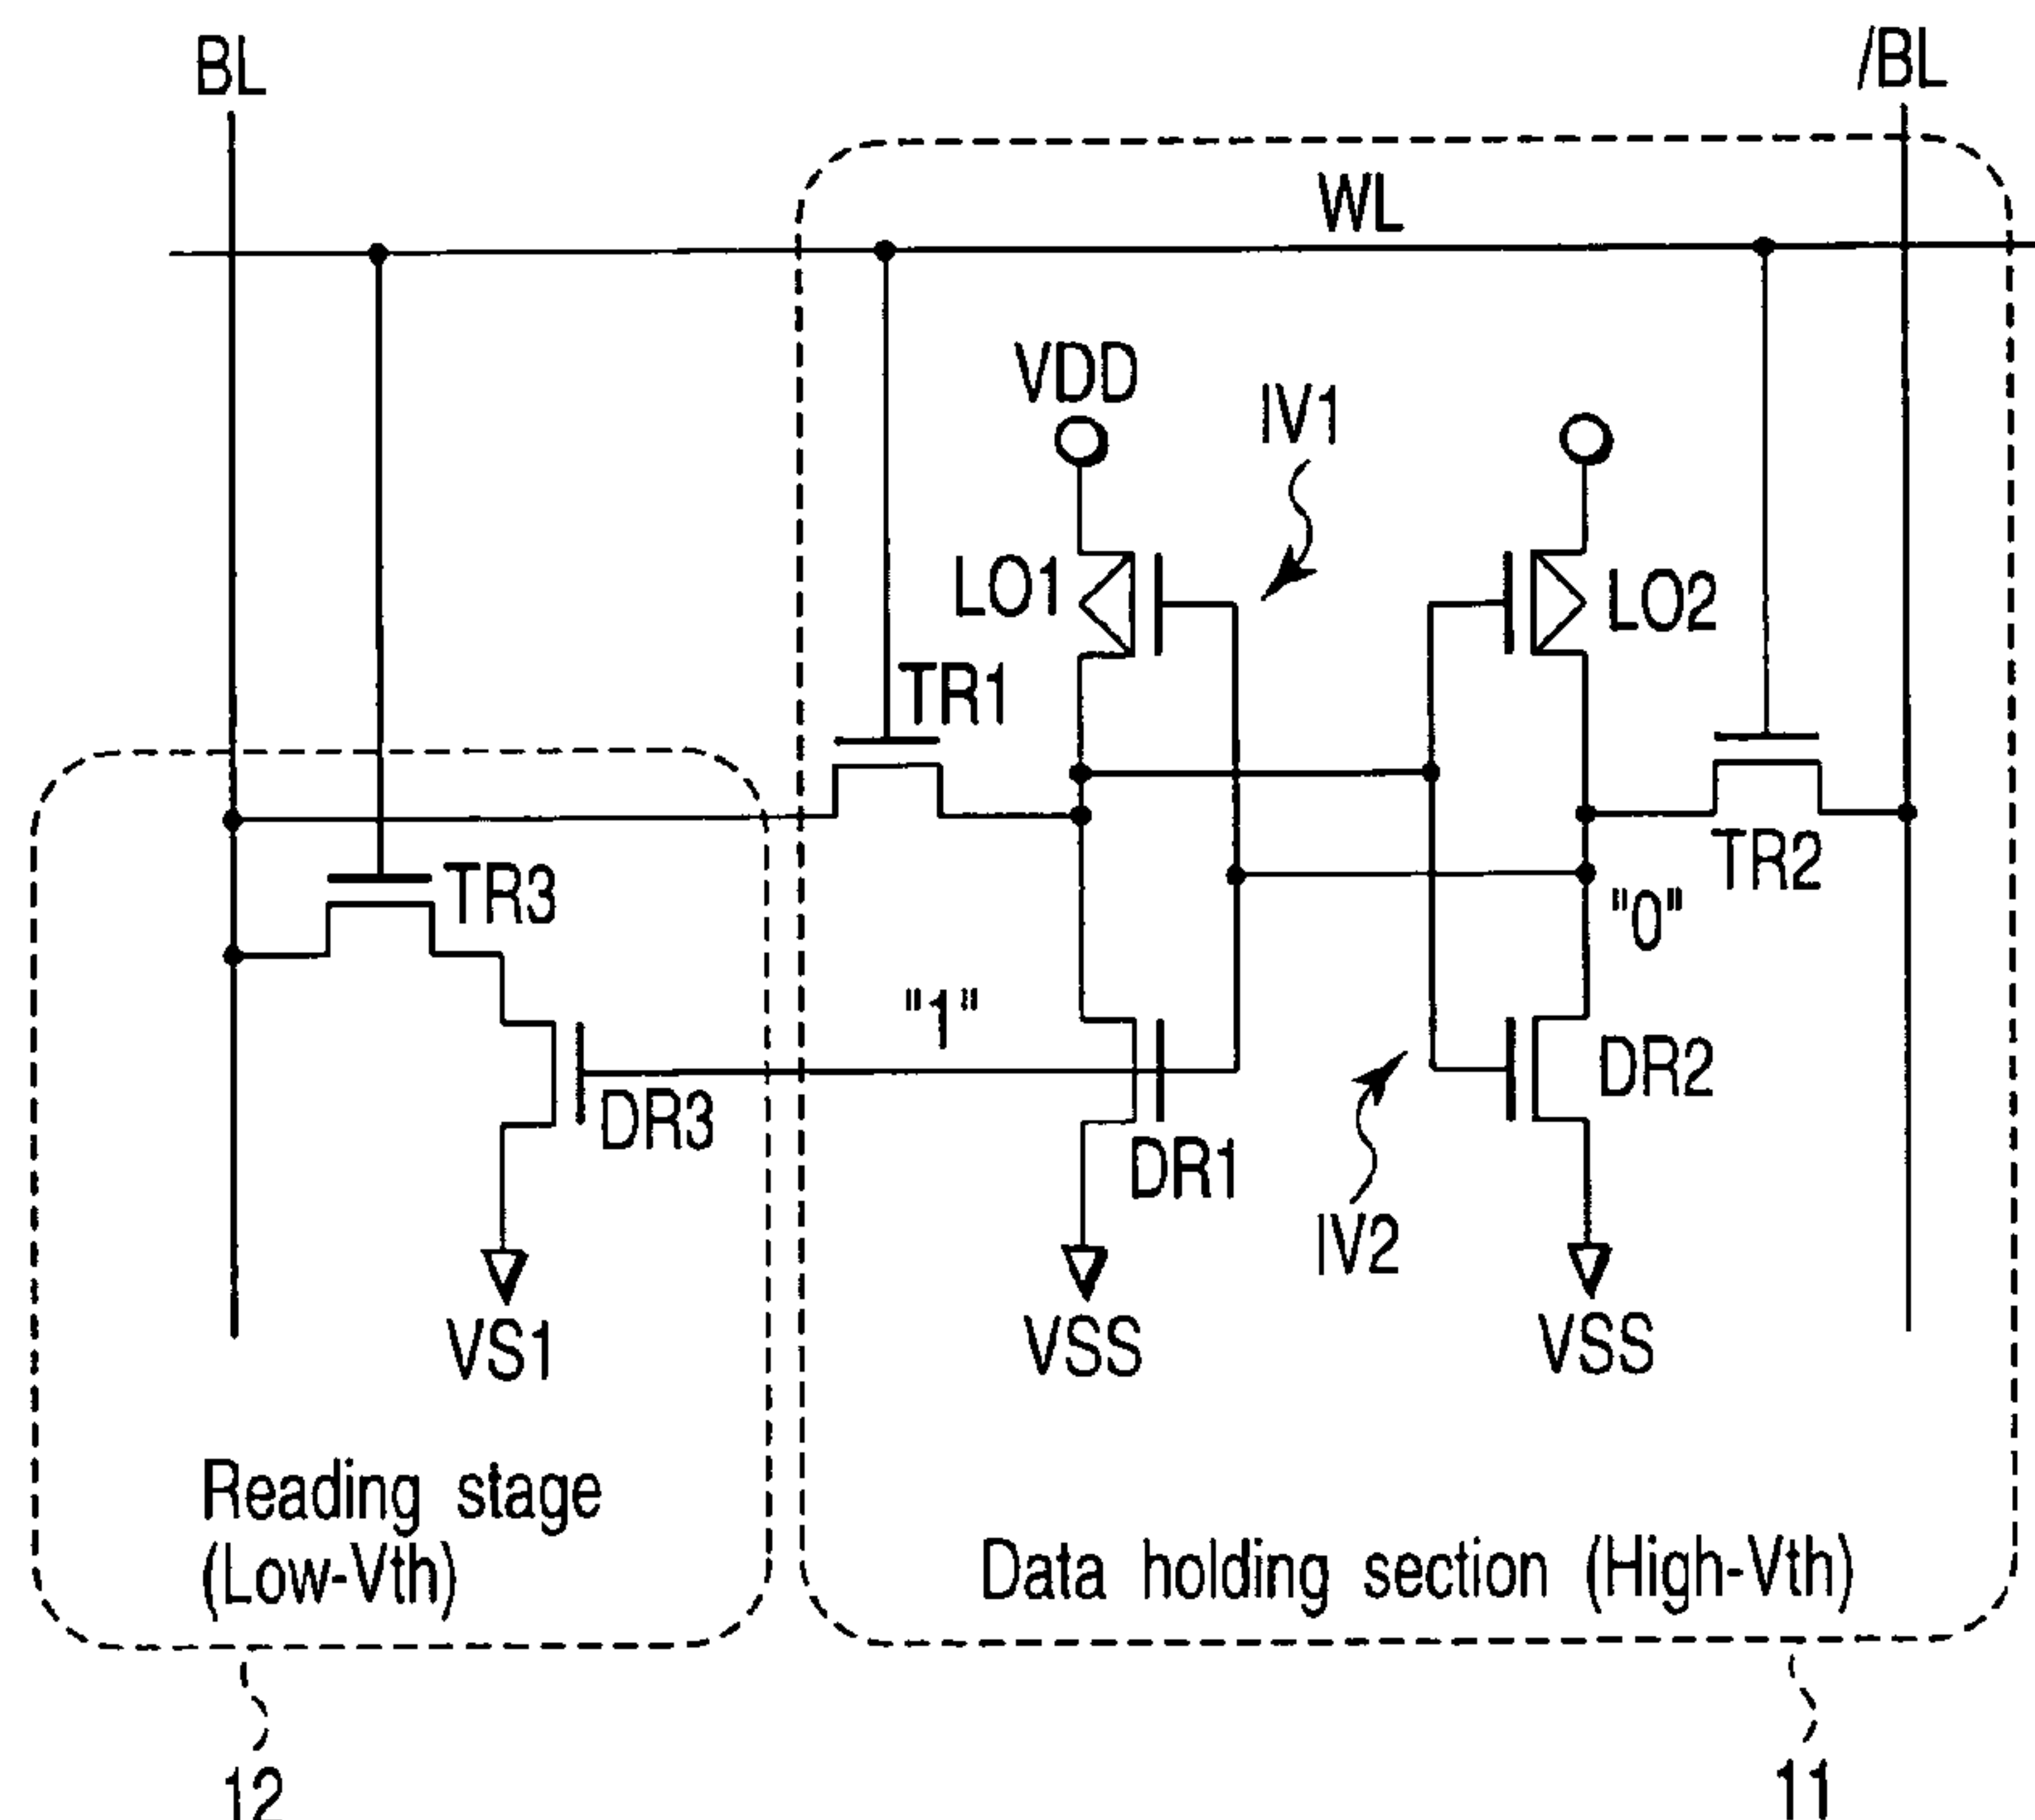 BL
/BL
WL
VDD
IV1
LO1
LO2
TR1
TR2
TR3
"0"
"1"
DR2
DR3
DR1
IV2
VS1
VSS
VSS
Reading stage
(Low-Vth)
Data holding section (High-Vth)
12
11